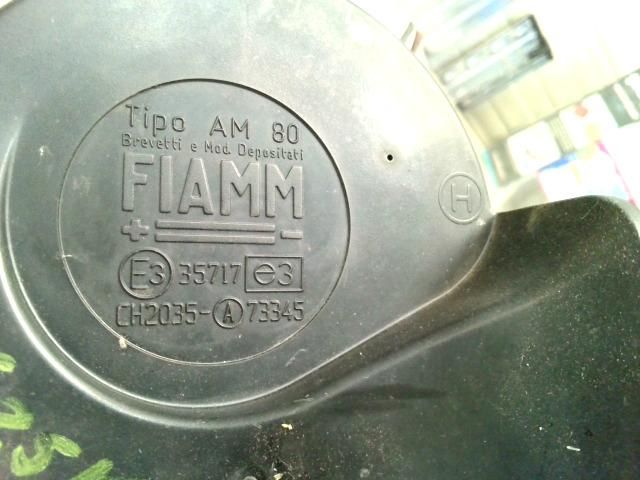 Tipo AM 80
Brevetti e Mod. Depositati
FIAMM
+ -
E3 35717 e3
CH2035-A 73345
H